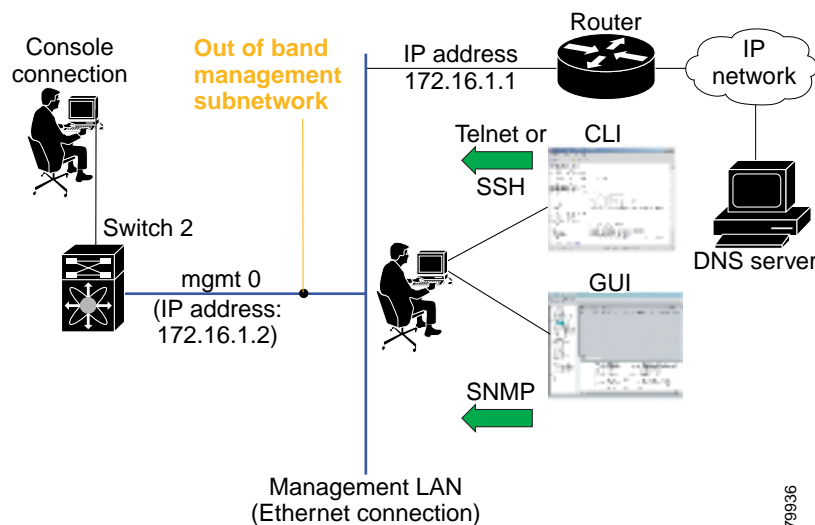 Console
connection
Out of band
management
subnetwork
Router
IP address
172.16.1.1
IP
network
Telnet or
SSH
CLI
Switch 2
DNS server
mgmt 0
(IP address:
172.16.1.2)
GUI
SNMP
Management LAN
(Ethernet connection)
79936